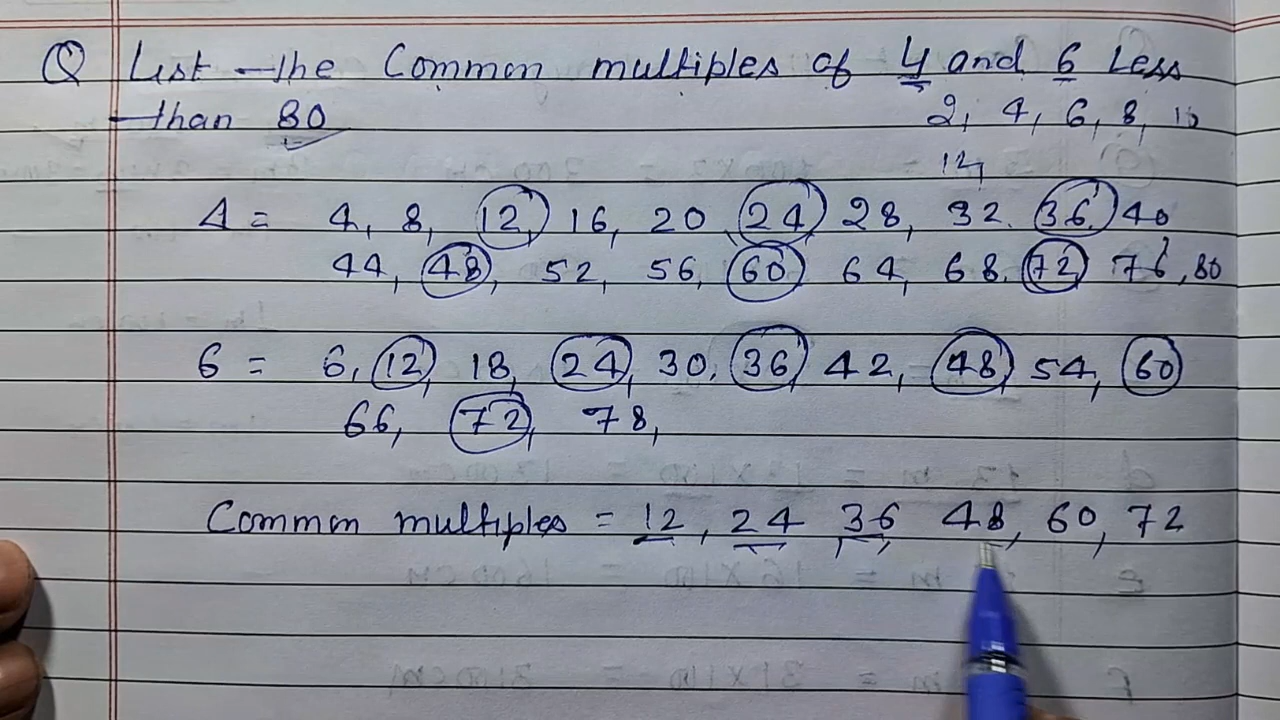 Q List the Common multiples of 4 and 6 Less
than 80
2, 4, 6, 8, 10
12,
4 = 4, 8, 12, 16, 20, 24, 28, 32, 36, 40
44, 48, 52, 56, 60, 64, 68, 72, 76, 80
6 = 6, 12, 18, 24, 30, 36, 42, 48, 54, 60
66, 72, 78,
Common multiples = 12, 24 36 48, 60, 72